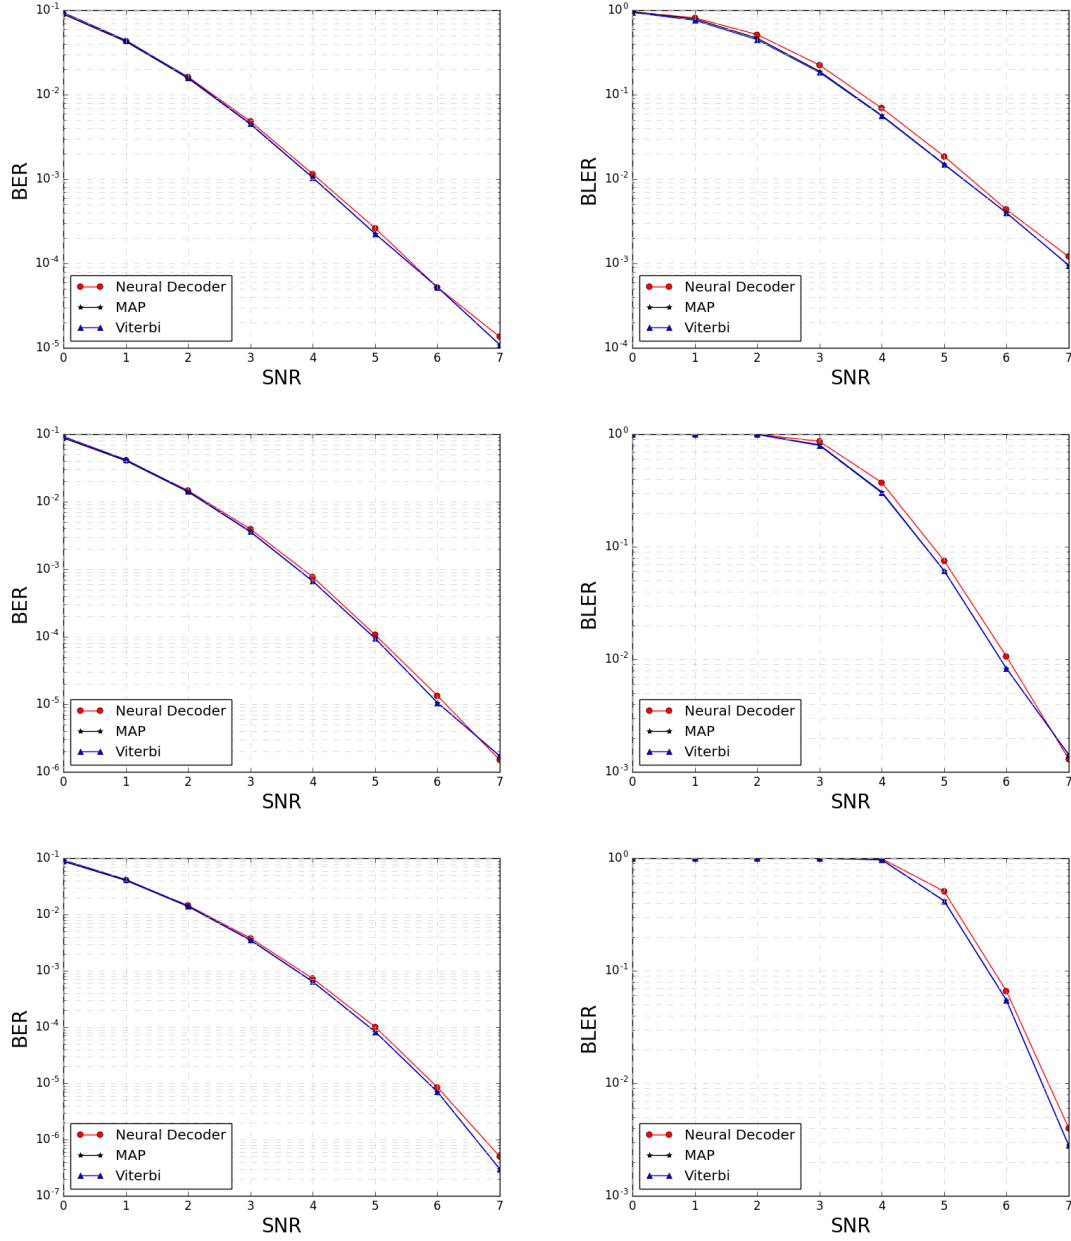 10^-1
10^-2
10^-3
10^-4
10^-5
BER
0 1 2 3 4 5 6 7
SNR
Neural Decoder
MAP
Viterbi
10^0
10^-1
10^-2
10^-3
10^-4
BLER
0 1 2 3 4 5 6 7
SNR
Neural Decoder
MAP
Viterbi
10^-1
10^-2
10^-3
10^-4
10^-5
10^-6
BER
0 1 2 3 4 5 6 7
SNR
Neural Decoder
MAP
Viterbi
10^0
10^-1
10^-2
10^-3
BLER
0 1 2 3 4 5 6 7
SNR
Neural Decoder
MAP
Viterbi
10^-1
10^-2
10^-3
10^-4
10^-5
10^-6
10^-7
BER
0 1 2 3 4 5 6 7
SNR
Neural Decoder
MAP
Viterbi
10^0
10^-1
10^-2
10^-3
BLER
0 1 2 3 4 5 6 7
SNR
Neural Decoder
MAP
Viterbi